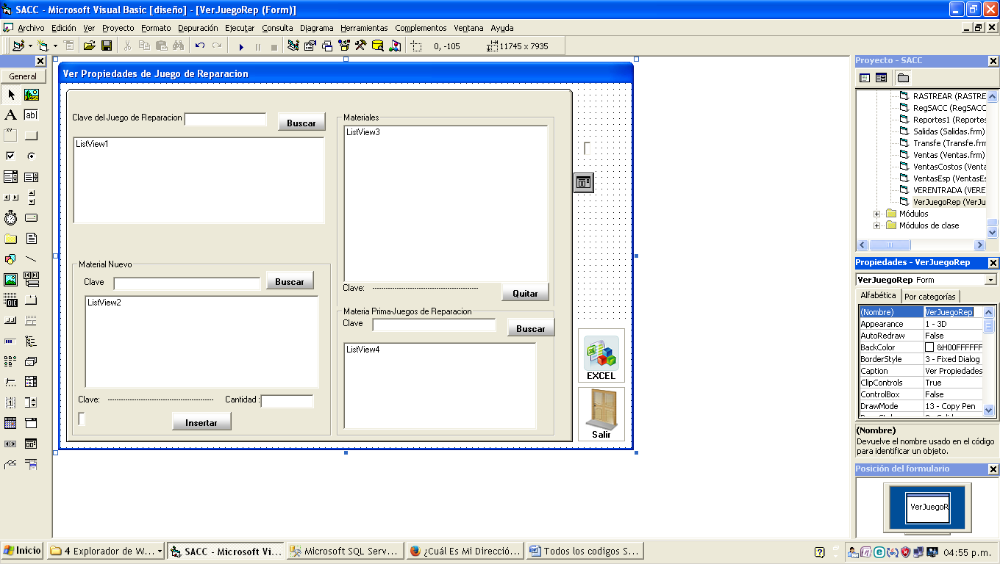 SACC - Microsoft Visual Basic [diseño] - [VerJuegoRep (Form)]
Archivo Edición Ver Proyecto Formato Depuración Ejecutar Consulta Diagrama Herramientas Complementos Ventana Ayuda
0, -105 11745 x 7935
General
A
ab|
xy
OLE
Ver Propiedades de Juego de Reparacion
Clave del Juego de Reparacion
Buscar
ListView1
Material Nuevo
Clave
Buscar
ListView2
Clave:
Cantidad :
Insertar
Materiales
ListView3
Clave:
Quitar
Materia Prima-Juegos de Reparacion
Clave
Buscar
ListView4
EXCEL
Salir
Proyecto - SACC
RASTREAR (RASTRE
RegSACC (RegSACC
Reportes1 (Reportes
Salidas (Salidas.frm)
Transfe (Transfe.frm
Ventas (Ventas.frm)
VentasCostos (Venta
VentasEsp (VentasEs
VERENTRADA (VERE
VerJuegoRep (VerJu
Módulos
Módulos de clase
Propiedades - VerJuegoRep
VerJuegoRep Form
Alfabética Por categorías
(Nombre) VerJuegoRep
Appearance 1 - 3D
AutoRedraw False
BackColor &H00FFFFFF
BorderStyle 3 - Fixed Dialog
Caption Ver Propiedades
ClipControls True
ControlBox False
DrawMode 13 - Copy Pen
(Nombre)
Devuelve el nombre usado en el código
para identificar un objeto.
Posición del formulario
VerJuegoR
Inicio 4 Explorador de W... SACC - Microsoft Vi... Microsoft SQL Serv... ¿Cuál Es Mi Direcció... Todos los codigos S... 04:55 p.m.